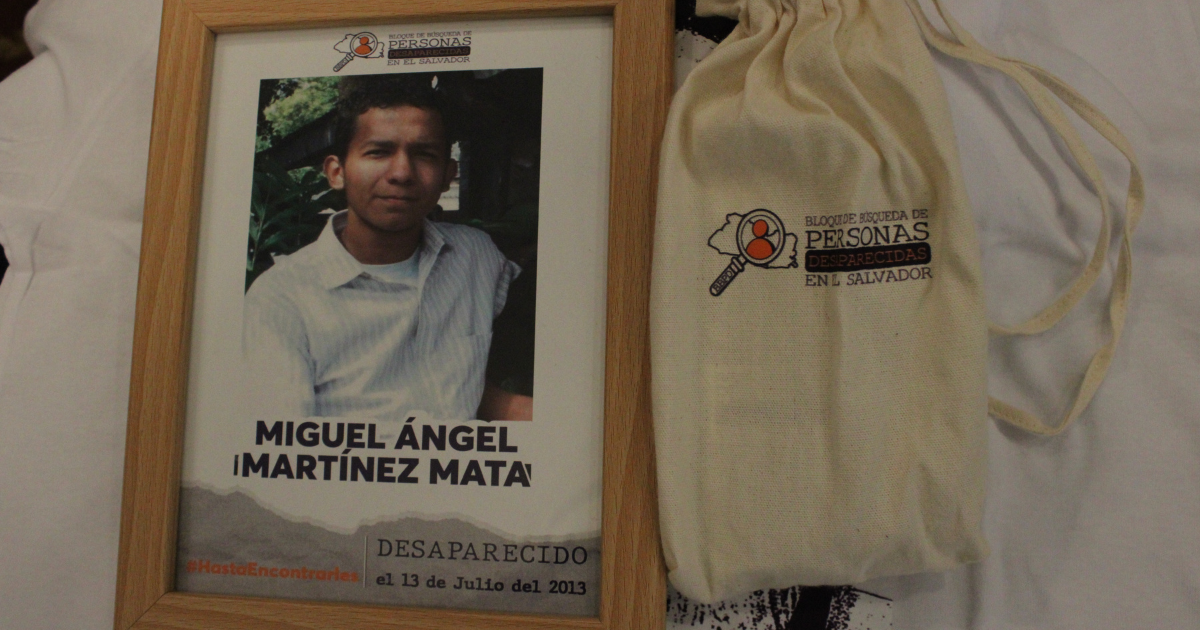 BLOQUE DE BÚSQUEDA DE
PERSONAS
DESAPARECIDAS
EN EL SALVADOR
MIGUEL ÁNGEL
MARTÍNEZ MATA
#HastaEncontrarles
DESAPARECIDO
el 13 de Julio del 2013
BLOQUE DE BÚSQUEDA DE
PERSONAS
DESAPARECIDAS
EN EL SALVADOR